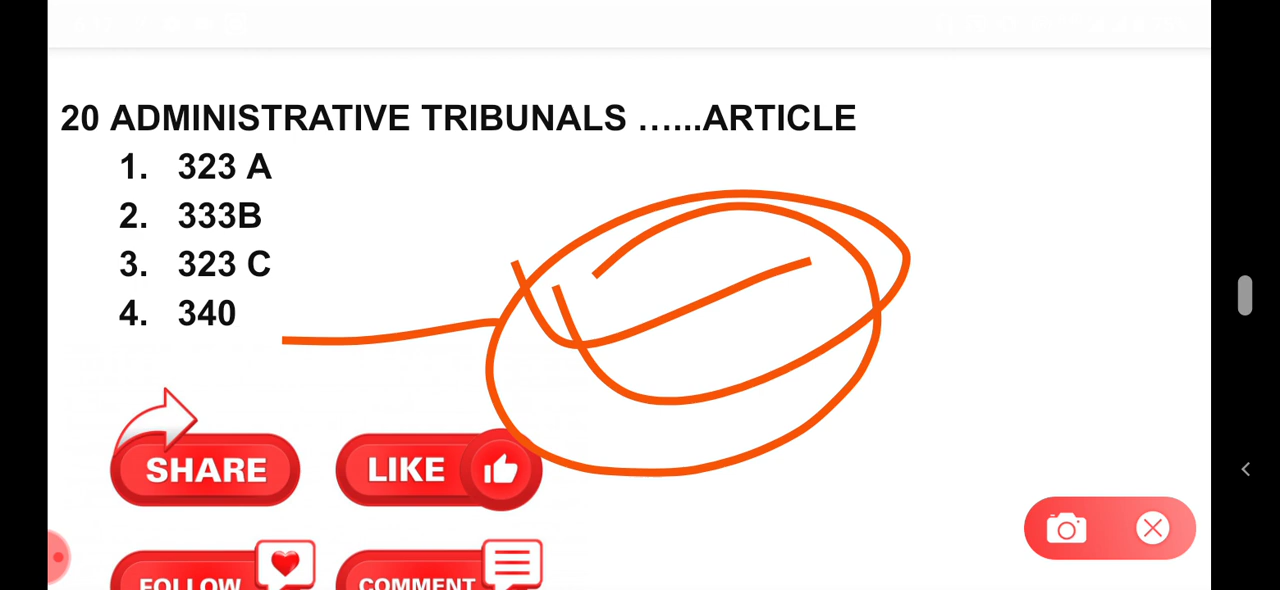 20 ADMINISTRATIVE TRIBUNALS …...ARTICLE
1. 323 A
2. 333B
3. 323 C
4. 340
SHARE
LIKE
FOLLOW
COMMENT